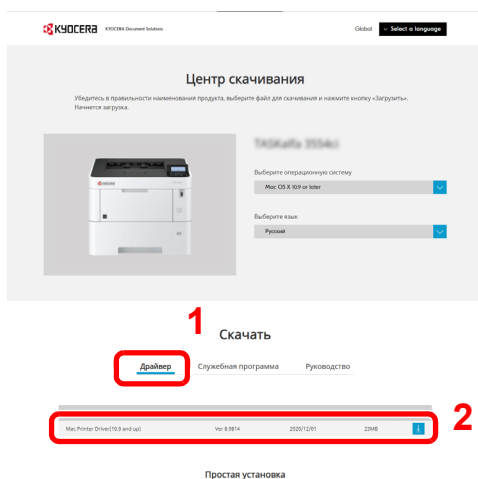 KYOCERA KYOCERA Document Solutions
Global Select a language
Центр скачивания
Убедитесь в правильности наименования продукта, выберите файл для скачивания и нажмите кнопку «Загрузить».
Начнется загрузка.
Выберите операционную систему
Mac OS X 10.9 or later
Выберите язык
Русский
1
Скачать
Драйвер Служебная программа Руководство
Mac Printer Driver(10.9 and up) Ver 8.9814 2020/12/01 23MB
2
Простая установка